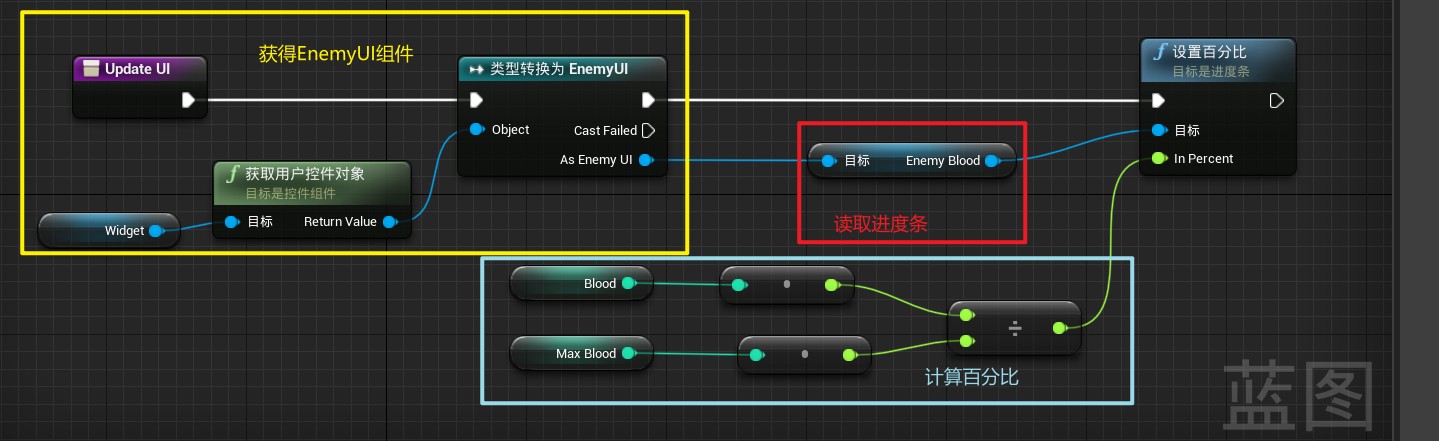 获得EnemyUI组件
Update UI
类型转换为 EnemyUI
Object
Cast Failed
As Enemy UI
获取用户控件对象
目标是控件组件
目标 Return Value
Widget
目标 Enemy Blood
读取进度条
设置百分比
目标是进度条
目标
In Percent
Blood
Max Blood
÷
计算百分比
蓝图